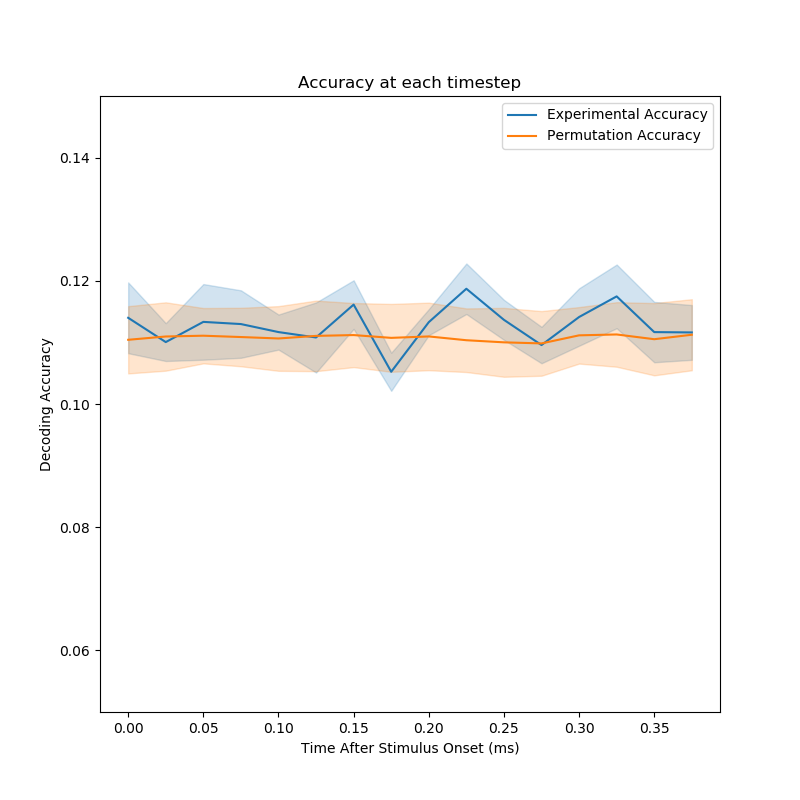 Accuracy at each timestep
Experimental Accuracy
Permutation Accuracy
0.14
0.12
0.10
0.08
0.06
Decoding Accuracy
0.00 0.05 0.10 0.15 0.20 0.25 0.30 0.35
Time After Stimulus Onset (ms)